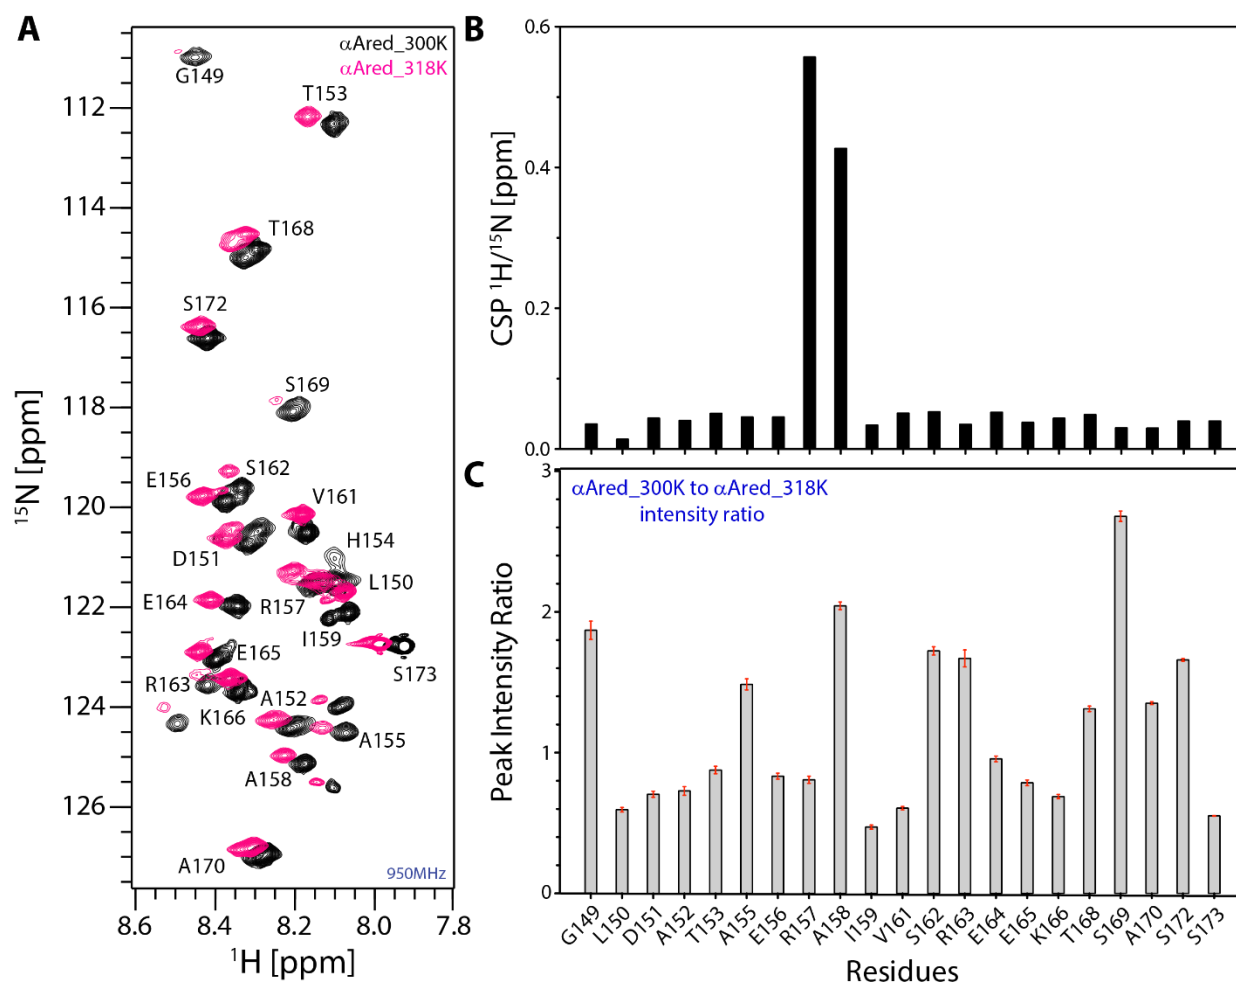 A
αAred_300K
αAred_318K
G149
T153
T168
S172
S169
E156
S162
V161
H154
D151
L150
E164
R157
I159
E165
S173
R163
K166
A152
A155
A158
A170
950MHz
112
114
116
118
120
122
124
126
¹⁵N [ppm]
8.6
8.4
8.2
8.0
7.8
¹H [ppm]
B
0.6
0.4
0.2
0.0
CSP ¹H/¹⁵N [ppm]
C
αAred_300K to αAred_318K
intensity ratio
3
2
1
0
Peak Intensity Ratio
G149
L150
D151
A152
T153
A155
E156
R157
A158
I159
V161
S162
R163
E164
E165
K166
T168
S169
A170
S172
S173
Residues